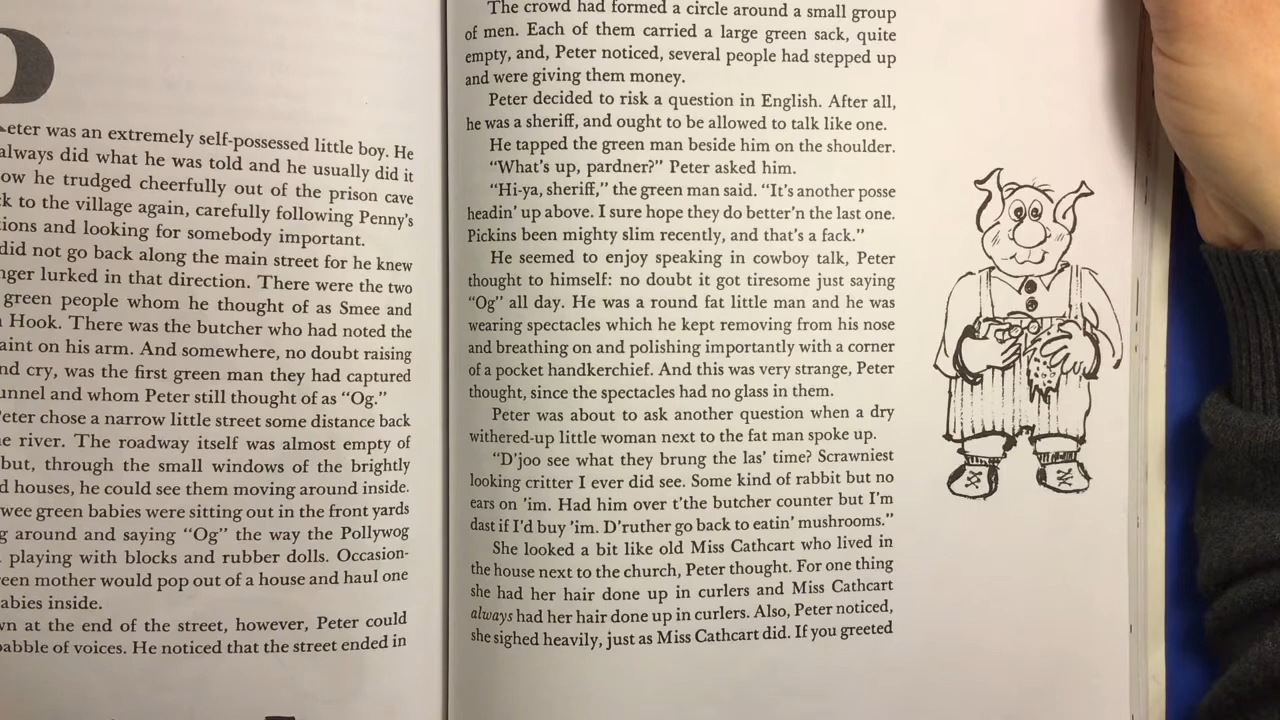 eter was an extremely self-possessed little boy. He
always did what he was told and he usually did it
ow he trudged cheerfully out of the prison cave
k to the village again, carefully following Penny's
tions and looking for somebody important.
did not go back along the main street for he knew
nger lurked in that direction. There were the two
green people whom he thought of as Smee and
Hook. There was the butcher who had noted the
aint on his arm. And somewhere, no doubt raising
nd cry, was the first green man they had captured
unnel and whom Peter still thought of as "Og."
eter chose a narrow little street some distance back
e river. The roadway itself was almost empty of
but, through the small windows of the brightly
d houses, he could see them moving around inside.
wee green babies were sitting out in the front yards
g around and saying "Og" the way the Pollywog
playing with blocks and rubber dolls. Occasion-
reen mother would pop out of a house and haul one
abies inside.
wn at the end of the street, however, Peter could
babble of voices. He noticed that the street ended in
The crowd had formed a circle around a small group
of men. Each of them carried a large green sack, quite
empty, and, Peter noticed, several people had stepped up
and were giving them money.
Peter decided to risk a question in English. After all,
he was a sheriff, and ought to be allowed to talk like one.
He tapped the green man beside him on the shoulder.
"What's up, pardner?" Peter asked him.
"Hi-ya, sheriff," the green man said. "It's another posse
headin' up above. I sure hope they do better'n the last one.
Pickins been mighty slim recently, and that's a fack."
He seemed to enjoy speaking in cowboy talk, Peter
thought to himself: no doubt it got tiresome just saying
"Og" all day. He was a round fat little man and he was
wearing spectacles which he kept removing from his nose
and breathing on and polishing importantly with a corner
of a pocket handkerchief. And this was very strange, Peter
thought, since the spectacles had no glass in them.
Peter was about to ask another question when a dry
withered-up little woman next to the fat man spoke up.
"D'joo see what they brung the las' time? Scrawniest
looking critter I ever did see. Some kind of rabbit but no
ears on 'im. Had him over t'the butcher counter but I'm
dast if I'd buy 'im. D'ruther go back to eatin' mushrooms."
She looked a bit like old Miss Cathcart who lived in
the house next to the church, Peter thought. For one thing
she had her hair done up in curlers and Miss Cathcart
always had her hair done up in curlers. Also, Peter noticed,
she sighed heavily, just as Miss Cathcart did. If you greeted